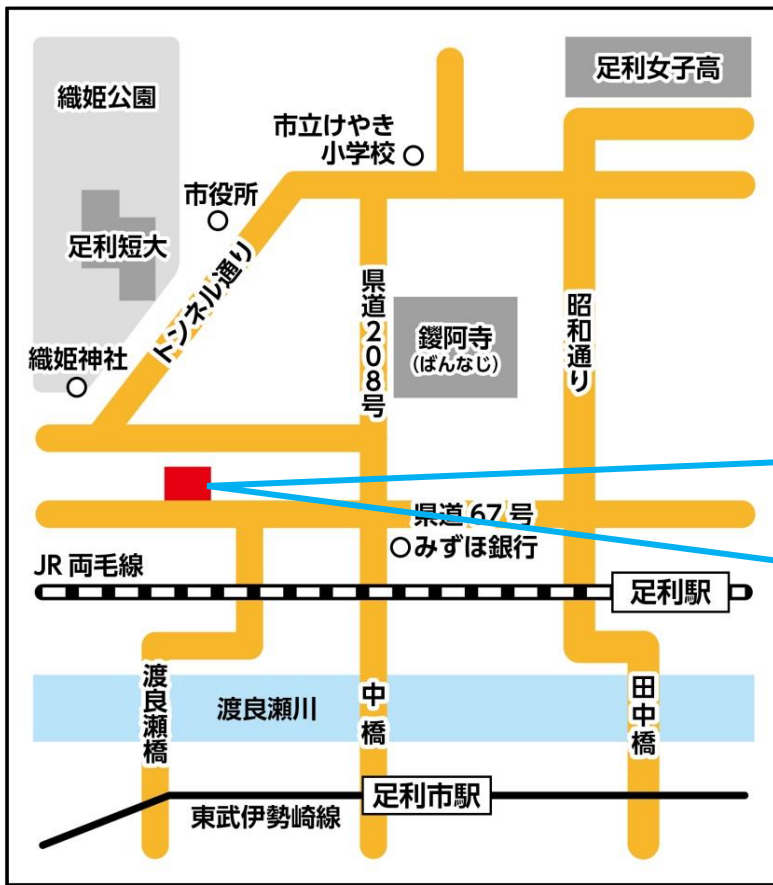 織姫公園
足利女子高
市立けやき
小学校
市役所
足利短大
トンネル通り
県道208号
鑁阿寺
(ばんなじ)
昭和通り
織姫神社
県道67号
みずほ銀行
JR両毛線
足利駅
渡良瀬橋
渡良瀬川
中橋
田中橋
足利市駅
東武伊勢崎線